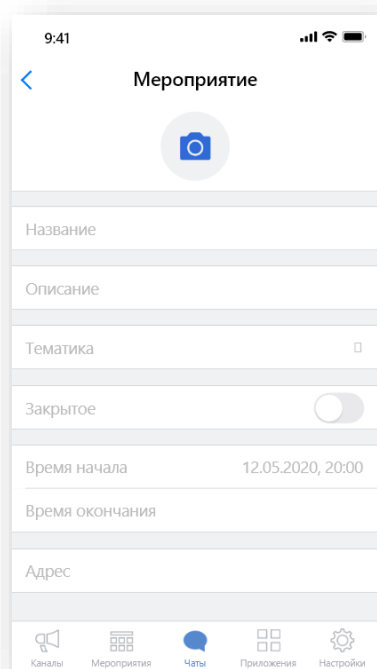 9:41
Мероприятие
Название
Описание
Тематика
Закрытое
Время начала 12.05.2020, 20:00
Время окончания
Адрес
Каналы Мероприятия Чаты Приложения Настройки